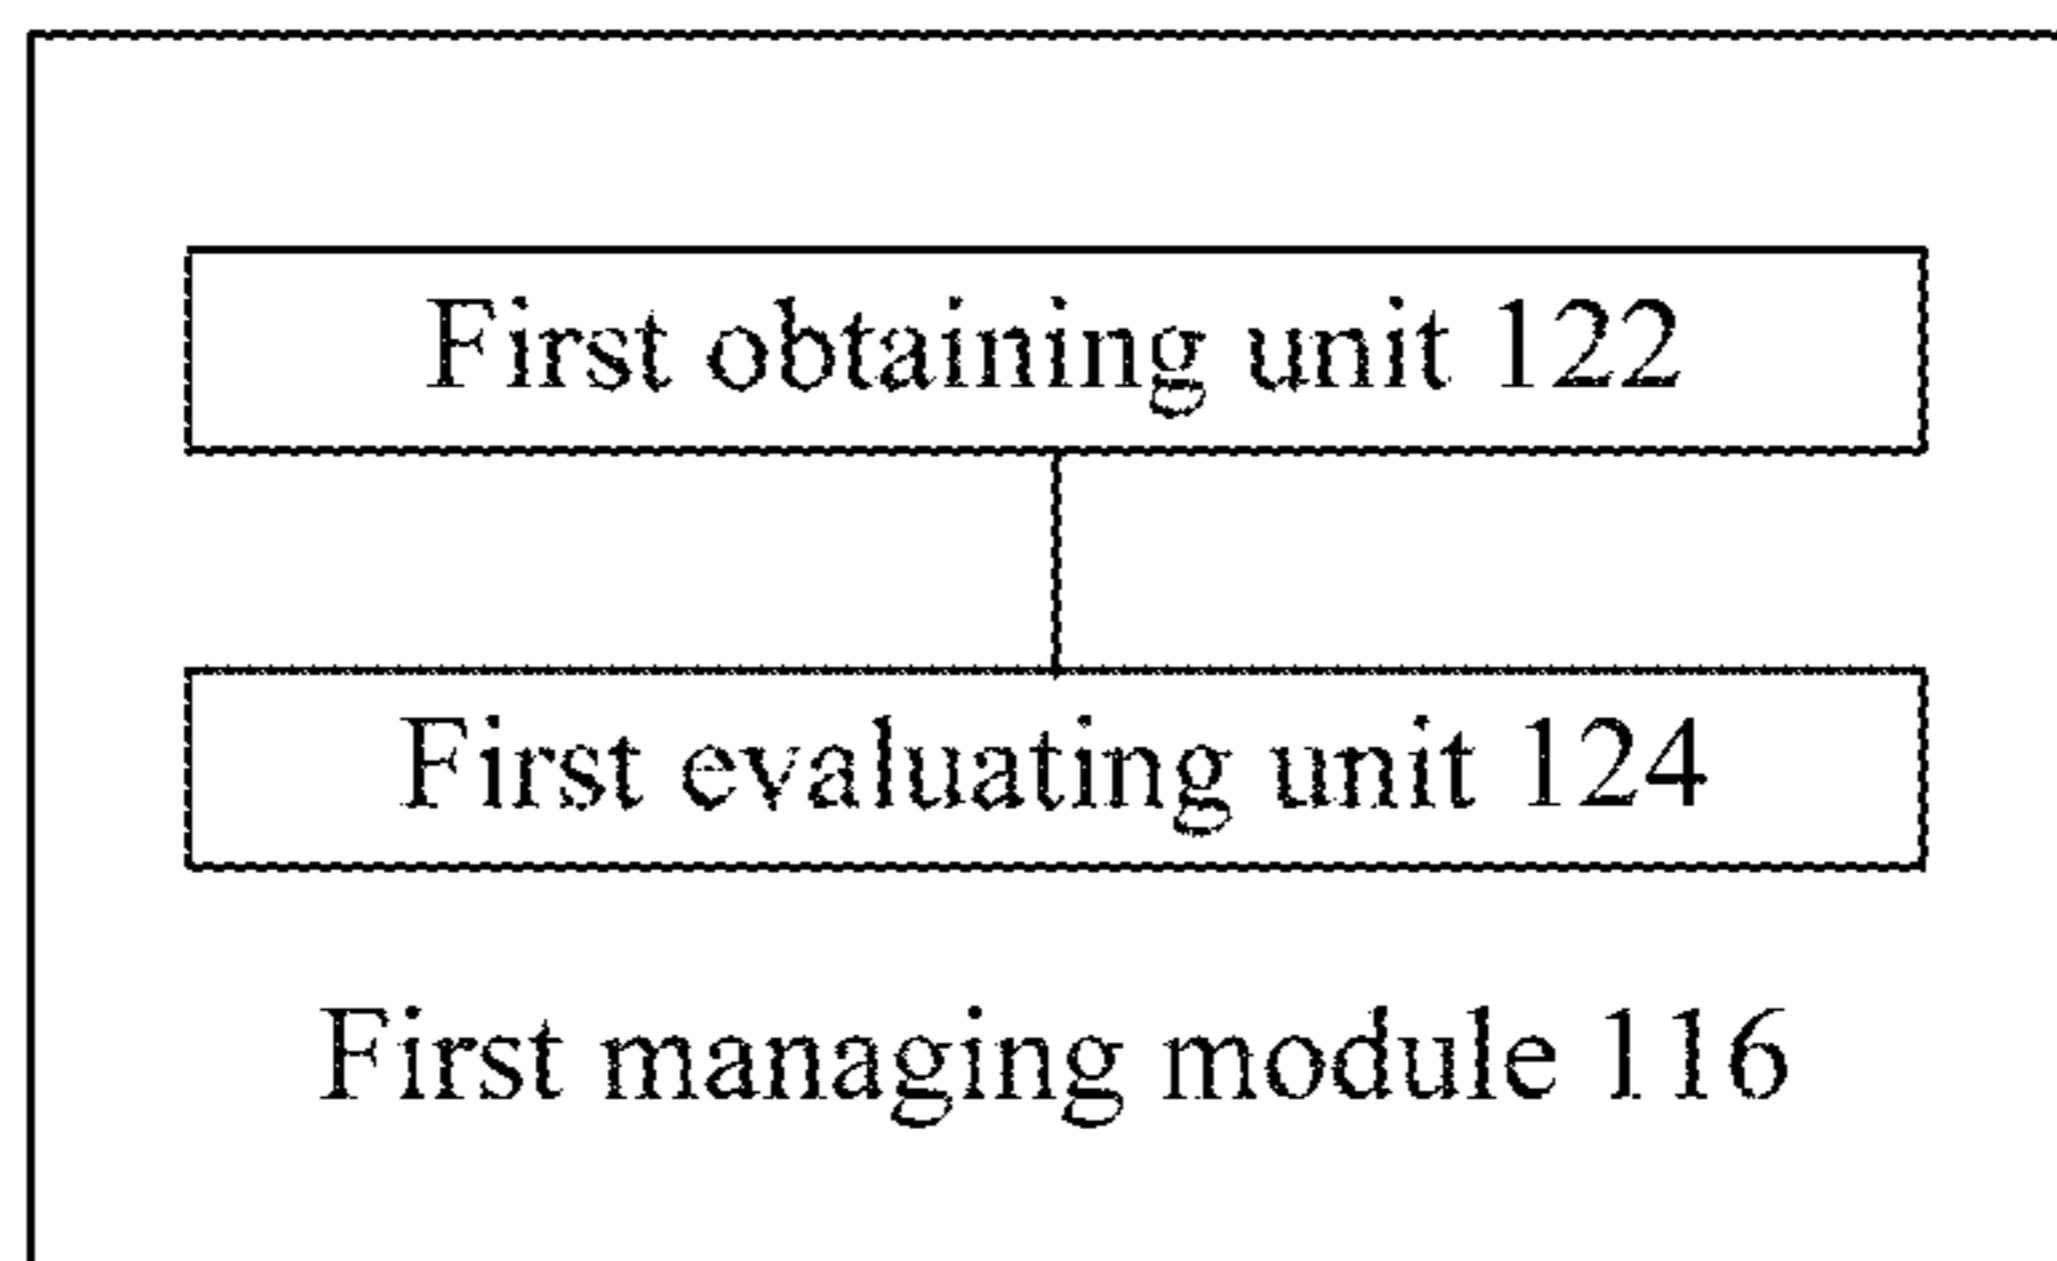 First obtaining unit 122
First evaluating unit 124
First managing module 116